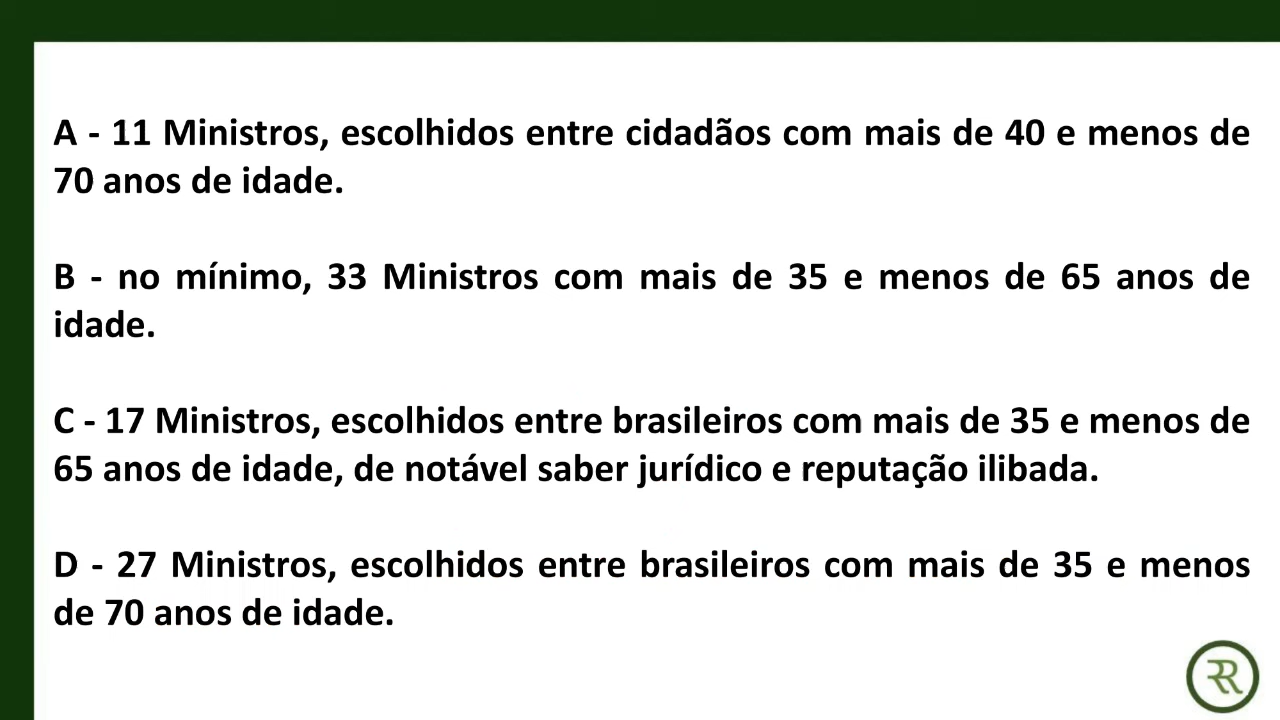 A - 11 Ministros, escolhidos entre cidadãos com mais de 40 e menos de
70 anos de idade.
B - no mínimo, 33 Ministros com mais de 35 e menos de 65 anos de
idade.
C - 17 Ministros, escolhidos entre brasileiros com mais de 35 e menos de
65 anos de idade, de notável saber jurídico e reputação ilibada.
D - 27 Ministros, escolhidos entre brasileiros com mais de 35 e menos
de 70 anos de idade.